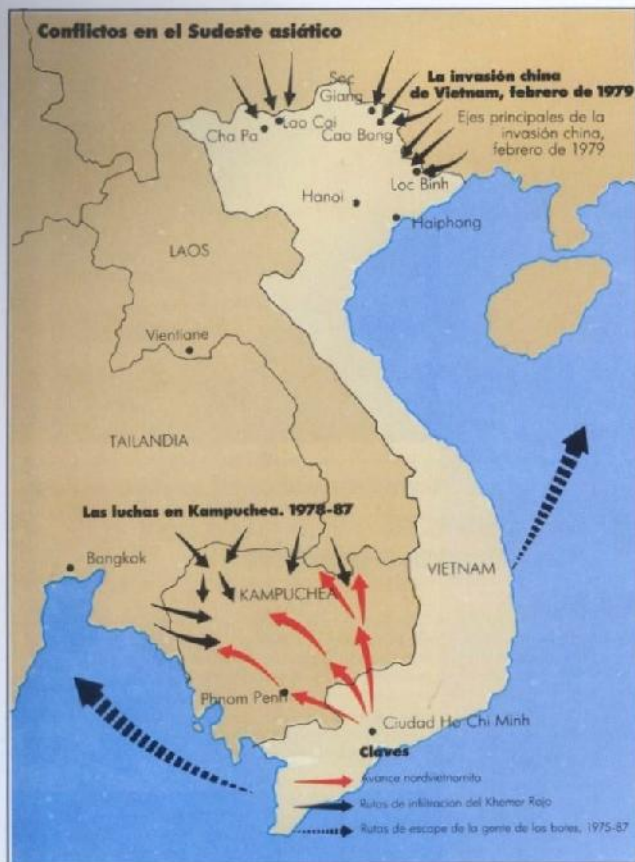 Conflictos en el Sudeste asiático
La invasión china
de Vietnam, febrero de 1979
Ejes principales de la
invasión china,
febrero de 1979
Soc
Giang
Lao Cai
Cha Pa
Cao Bang
Loc Binh
Hanoi
Haiphong
LAOS
Vientiane
TAILANDIA
Las luchas en Kampuchea. 1978-87
Bangkok
KAMPUCHEA
VIETNAM
Phnom Penh
Ciudad Ho Chi Minh
Claves
Avance nordvietnamita
Rutas de infiltración del Khomer Rojo
Rutas de escape de la gente de los botes, 1975-87